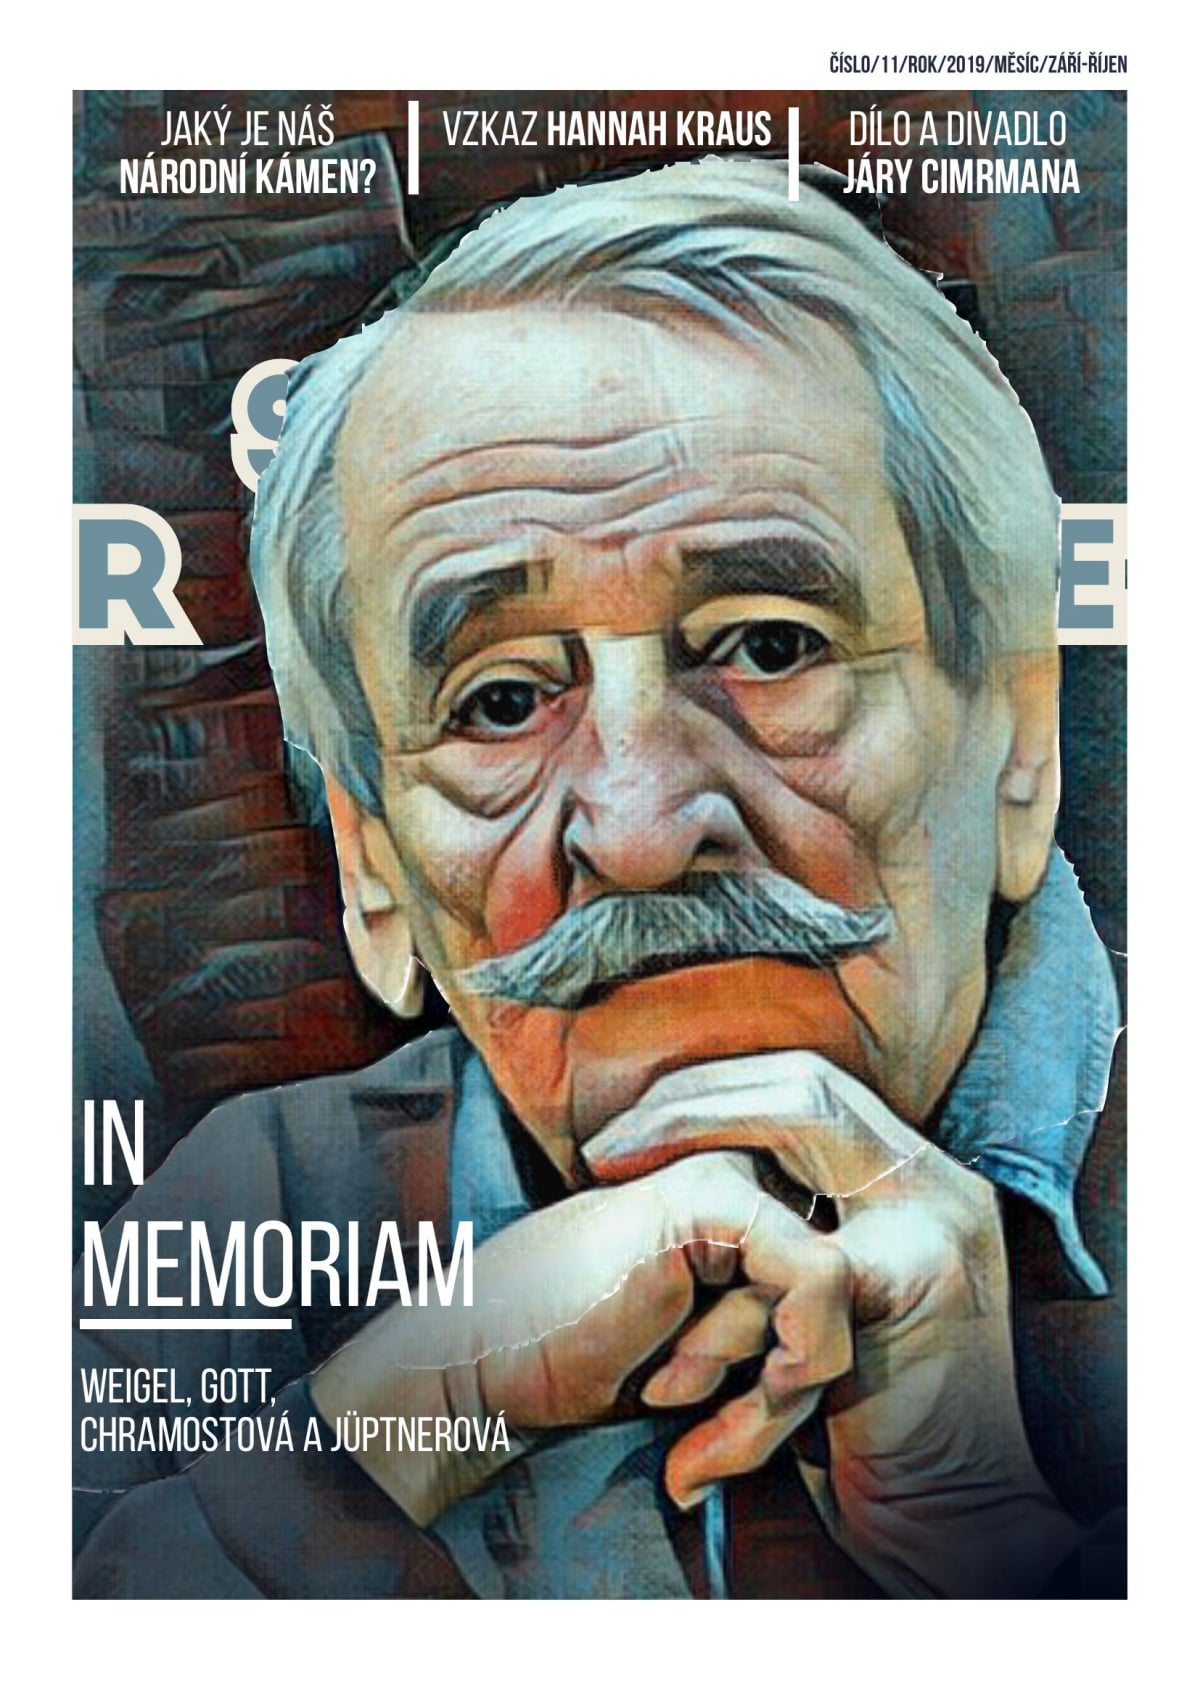 ČÍSLO/11/ROK/2019/MĚSÍC/ZÁŘÍ-ŘÍJEN
JAKÝ JE NÁŠ
NÁRODNÍ KÁMEN?
VZKAZ HANNAH KRAUS
DÍLO A DIVADLO
JÁRY CIMRMANA
R
E
IN
MEMORIAM
WEIGEL, GOTT,
CHRAMOSTOVÁ A JÜPTNEROVÁ